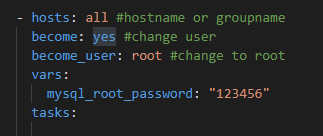 - hosts: all #hostname or groupname
become: yes #change user
become_user: root #change to root
vars:
mysql_root_password: "123456"
tasks: